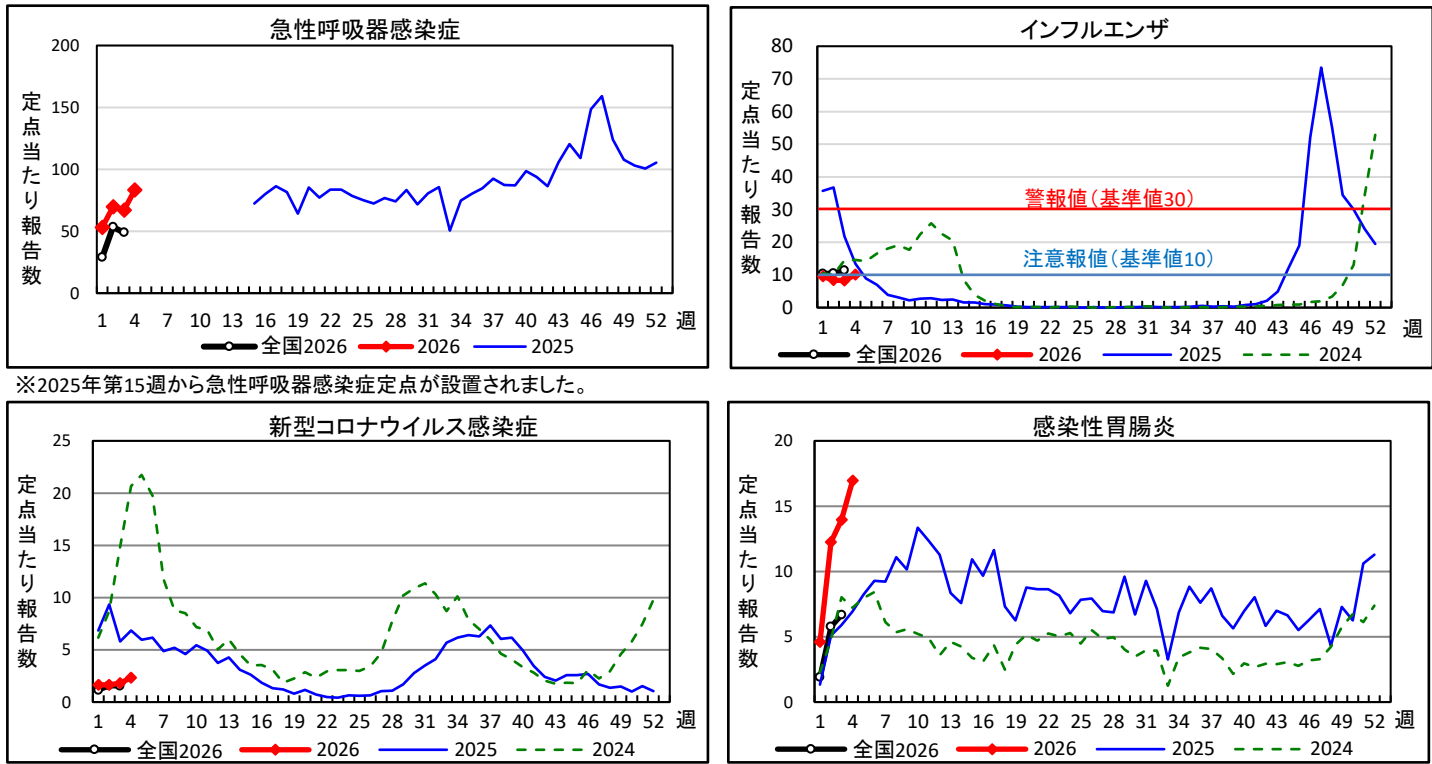 急性呼吸器感染症
定点当たり報告数
200
150
100
50
0
1 4 7 10 13 16 19 22 25 28 31 34 37 40 43 46 49 52 週
全国2026 2026 2025
※2025年第15週から急性呼吸器感染症定点が設置されました。
インフルエンザ
定点当たり報告数
80
70
60
50
40
30
20
10
0
警報値(基準値30)
注意報値(基準値10)
1 4 7 10 13 16 19 22 25 28 31 34 37 40 43 46 49 52 週
全国2026 2026 2025 2024
新型コロナウイルス感染症
定点当たり報告数
25
20
15
10
5
0
1 4 7 10 13 16 19 22 25 28 31 34 37 40 43 46 49 52 週
全国2026 2026 2025 2024
感染性胃腸炎
定点当たり報告数
20
15
10
5
0
1 4 7 10 13 16 19 22 25 28 31 34 37 40 43 46 49 52 週
全国2026 2026 2025 2024